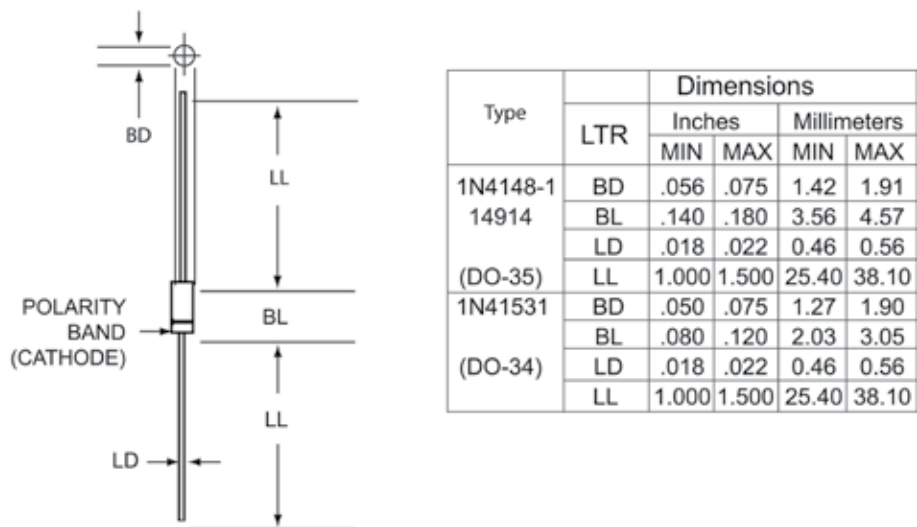 BD
LL
POLARITY
BAND
(CATHODE)
BL
LL
LD
Type LTR Dimensions
Inches Millimeters
MIN MAX MIN MAX
1N4148-1 BD .056 .075 1.42 1.91
14914 BL .140 .180 3.56 4.57
LD .018 .022 0.46 0.56
(DO-35) LL 1.000 1.500 25.40 38.10
1N41531 BD .050 .075 1.27 1.90
BL .080 .120 2.03 3.05
(DO-34) LD .018 .022 0.46 0.56
LL 1.000 1.500 25.40 38.10